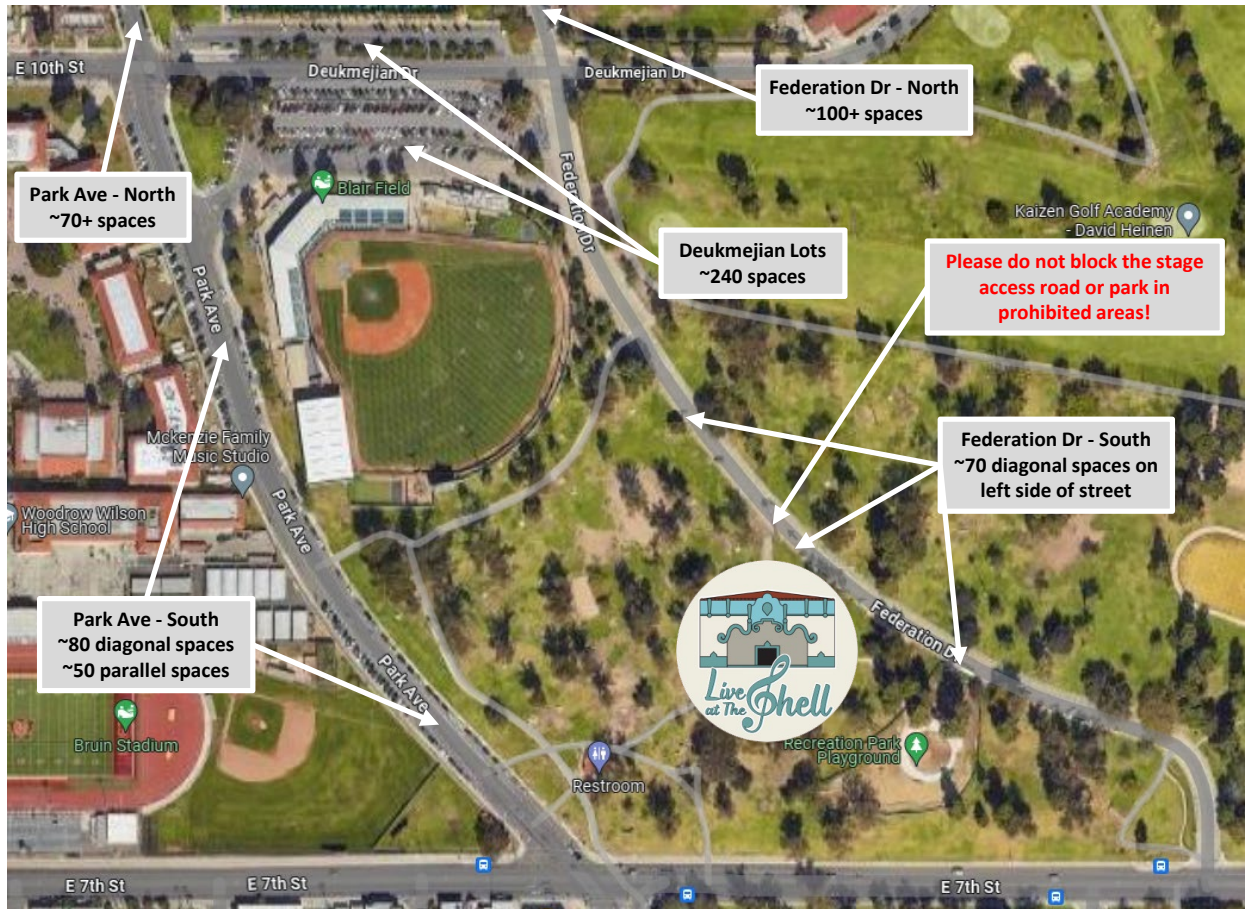 E 10th St
Deukmejian Dr
Deukmejian Dr
Federation Dr - North
~100+ spaces
Park Ave - North
~70+ spaces
Blair Field
Federation Dr
Kaizen Golf Academy
- David Heinen
Deukmejian Lots
~240 spaces
Please do not block the stage
access road or park in
prohibited areas!
Park Ave
Mckenzie Family
Music Studio
Federation Dr - South
~70 diagonal spaces on
left side of street
Woodrow Wilson
High School
Park Ave
Park Ave - South
~80 diagonal spaces
~50 parallel spaces
Federation Dr
Live
at The Shell
Park Ave
Bruin Stadium
Recreation Park
Playground
Restroom
E 7th St
E 7th St
E 7th St